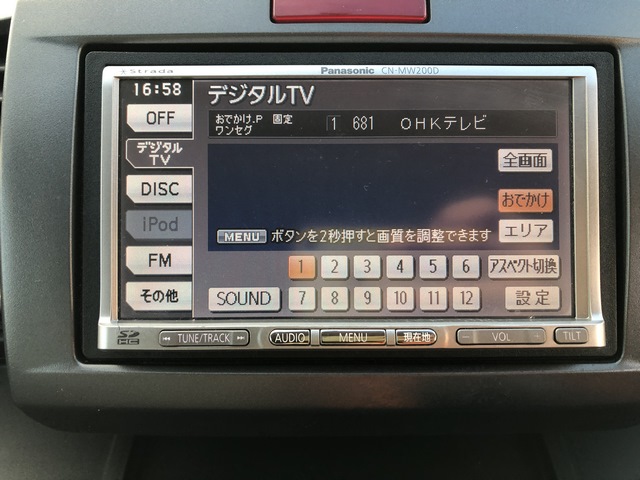 Strada
Panasonic CN-MW200D
16:58 デジタルTV
OFF
おでかけ.P 固定
ワンセグ
1 681 OHKテレビ
デジタル
TV
全画面
DISC
おでかけ
iPod
エリア
MENU ボタンを2秒押すと画質を調整できます
FM
1 2 3 4 5 6 アスペクト切換
その他
SOUND 7 8 9 10 11 12 設定
SD
HC
TUNE/TRACK AUDIO MENU 現在地 - VOL + TILT